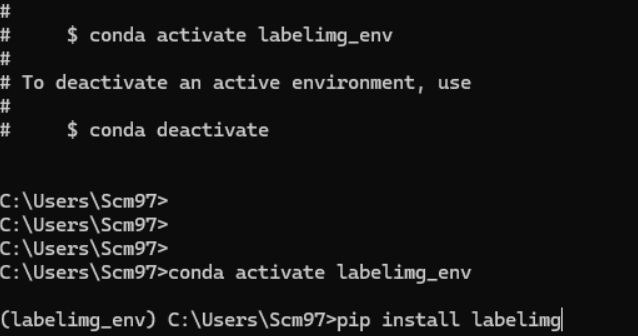 #
#     $ conda activate labelimg_env
#
# To deactivate an active environment, use
#
#     $ conda deactivate
C:\Users\Scm97>
C:\Users\Scm97>
C:\Users\Scm97>
C:\Users\Scm97>conda activate labelimg_env
(labelimg_env) C:\Users\Scm97>pip install labelimg